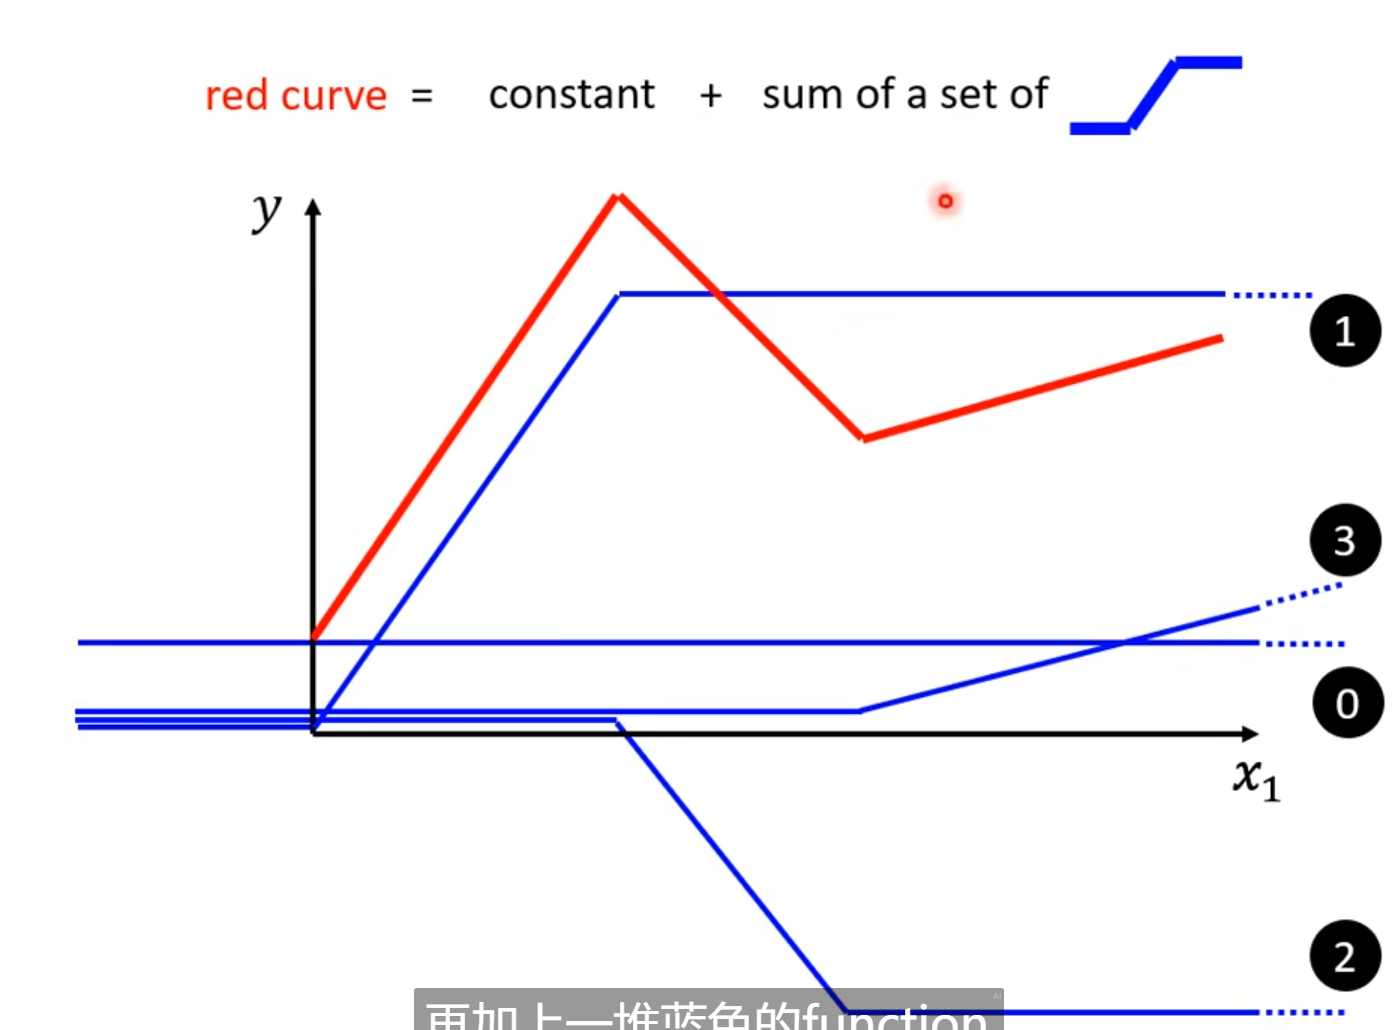 red curve = constant + sum of a set of
y
1
3
0
x₁
2
再加上一堆蓝色的function
AI